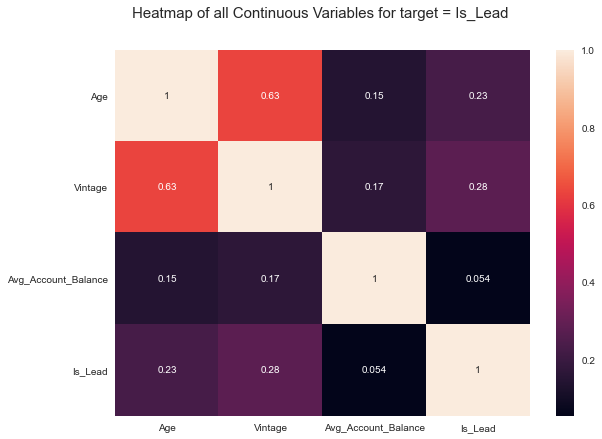 Heatmap of all Continuous Variables for target = Is_Lead
Age 1 0.63 0.15 0.23
Vintage 0.63 1 0.17 0.28
Avg_Account_Balance 0.15 0.17 1 0.054
Is_Lead 0.23 0.28 0.054 1
Age Vintage Avg_Account_Balance Is_Lead
1.0
0.8
0.6
0.4
0.2